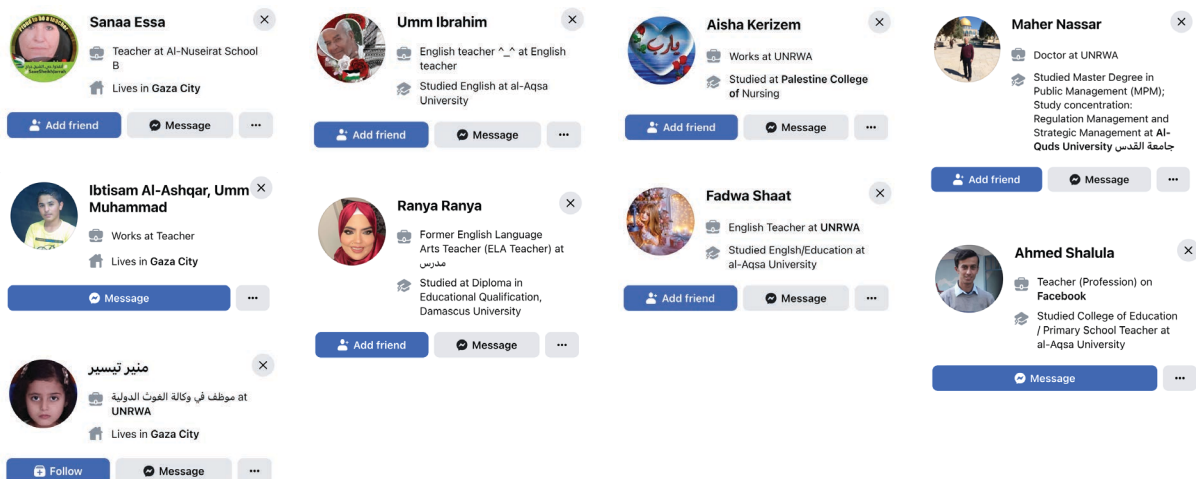 Proud to be a teacher
Sanaa Essa
Teacher at Al-Nuseirat School
B
Lives in Gaza City
Add friend
Message
Ibtisam Al-Ashqar, Umm
Muhammad
Works at Teacher
Lives in Gaza City
Message
منير تيسير
موظف في وكالة الغوث الدولية at
UNRWA
Lives in Gaza City
Follow
Message
Umm Ibrahim
English teacher ^_^ at English
teacher
Studied English at al-Aqsa
University
Add friend
Message
Ranya Ranya
Former English Language
Arts Teacher (ELA Teacher) at
مدرس
Studied at Diploma in
Educational Qualification,
Damascus University
Add friend
Message
يارب
Aisha Kerizem
Works at UNRWA
Studied at Palestine College
of Nursing
Add friend
Message
Fadwa Shaat
English Teacher at UNRWA
Studied Englsh/Education at
al-Aqsa University
Add friend
Message
Maher Nassar
Doctor at UNRWA
Studied Master Degree in
Public Management (MPM);
Study concentration:
Regulation Management and
Strategic Management at Al-
Quds University جامعة القدس
Add friend
Message
Ahmed Shalula
Teacher (Profession) on
Facebook
Studied College of Education
/ Primary School Teacher at
al-Aqsa University
Message